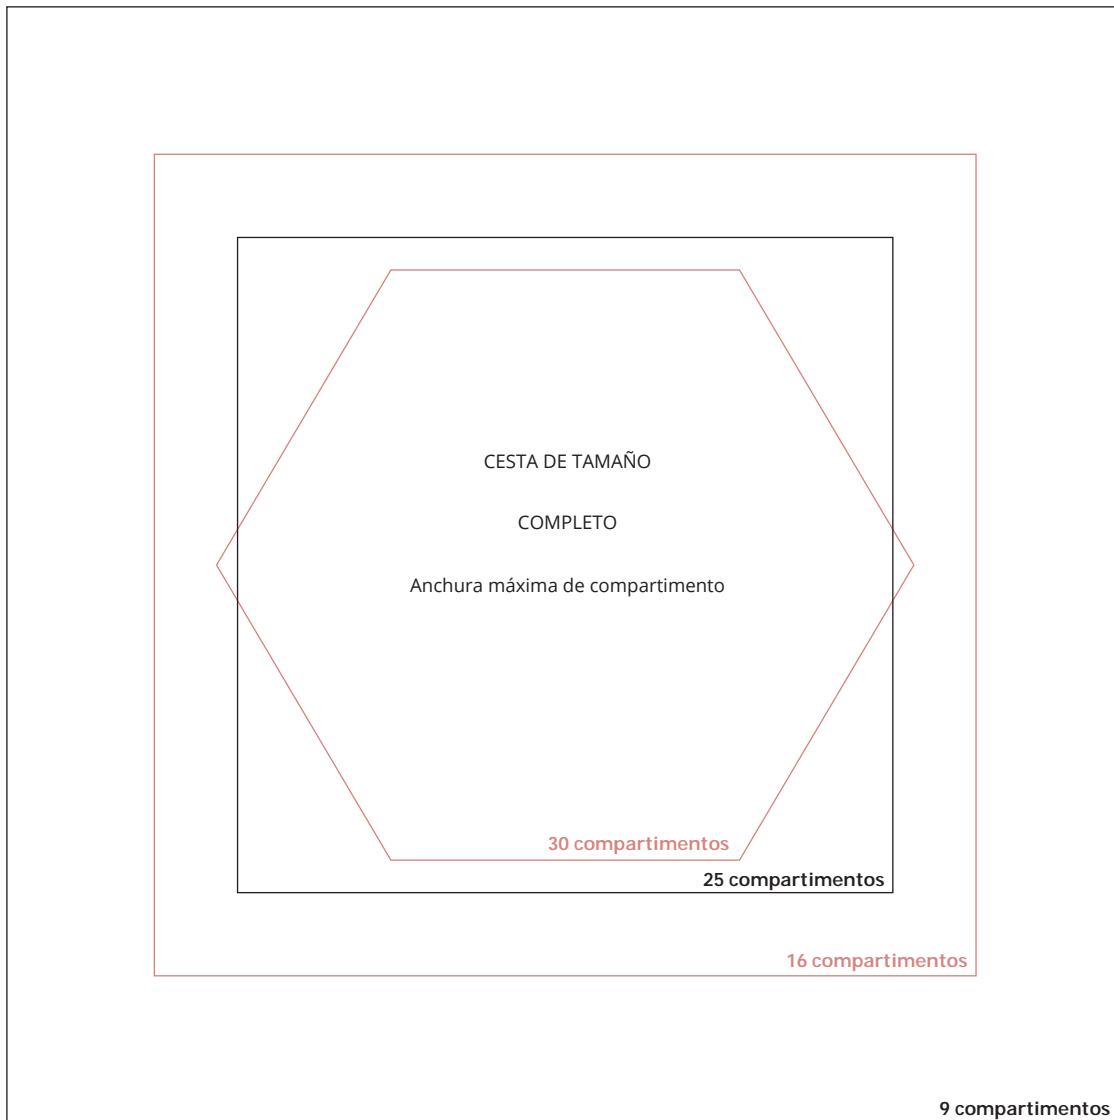 CESTA DE TAMAÑO
COMPLETO
Anchura máxima de compartimento
30 compartimentos
25 compartimentos
16 compartimentos
9 compartimentos